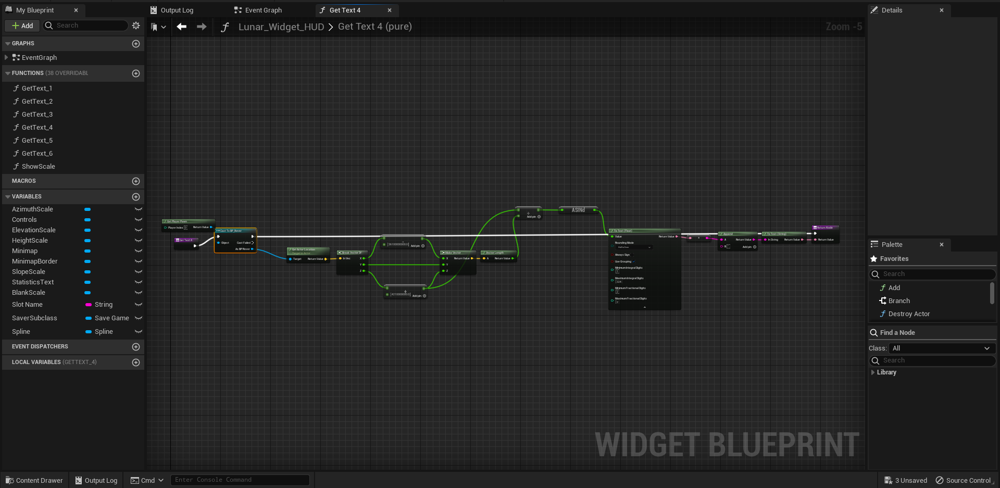 My Blueprint
Output Log
Event Graph
Get Text 4
Details
Add
Search
Lunar_Widget_HUD > Get Text 4 (pure)
Zoom -5
GRAPHS
EventGraph
FUNCTIONS (38 OVERRIDABL
GetText_1
GetText_2
GetText_3
GetText_4
GetText_5
GetText_6
ShowScale
MACROS
VARIABLES
AzimuthScale
Controls
ElevationScale
HeightScale
Minimap
MinimapBorder
SlopeScale
StatisticsText
BlankScale
Slot Name String
SaverSubclass Save Game
Spline Spline
EVENT DISPATCHERS
LOCAL VARIABLES (GETTEXT_4)
Get Player Pawn
Player Index 0 Return Value
Get Text 4
Cast To BP_Rover
Object Cast Failed
As BP Rover
Get Actor Location
Target is Actor
Target Return Value
Break Vector 3f
In Vec X
Y
Z
Add pin
Add pin
Make Vector
X Return Value
Y
Z
Vector Length
A Return Value
Add pin
ASINd
To Text (Float)
Value Return Value
Rounding Mode
Always Sign
Use Grouping
Minimum Integral Digits
1
Maximum Integral Digits
324
Minimum Fractional Digits
Maximum Fractional Digits
Append
A Return Value
B Add pin
To Text (String)
In String Return Value
Return Node
Return Value
WIDGET BLUEPRINT
Palette
Favorites
Search
Add
Branch
Destroy Actor
Find a Node
Class: All
Search
Library
Content Drawer
Output Log
Cmd
Enter Console Command
3 Unsaved
Source Control